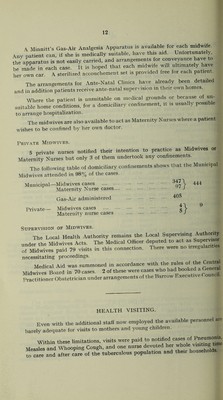 12
A Minnitt's Gas-Air Analgesia Apparatus is available for each midwife.
Any patient can, if she is medically suitable, have this aid. Unfortunately,
the apparatus is not easily carried, and arrangements for conveyance have to
be made in each case. It is hoped that each midwife will ultimately have
her own car. A sterilized accouchement set is provided free for each patient.
The arrangements for Ante-Natal Clinics have already been detailed
and in addition patients receive ante-natal supervision in their own homes.
Where the patient is unsuitable on medical grounds or because of un-
suitable home conditions, for a domiciliary confinement, it is usually possible
to arrange hospitalisation.
The midwives are also available to act as Maternity Nurses where a patient
wishes to be confined by her own doctor.
PRIVATE MIDWIVES.
9 private nurses notified their intention to practice as Midwives or
Maternity Nurses but only 3 of them undertook any confinements.
The following table of domiciliary confinements shows that the Municipal
Midwives attended in 98% of the cases.
Municipal—Midwives cases 347 } 444
Maternity Nurse cases 97
Gas-Air administered 408
Private— Midwives cases 4 } 9
Maternity nurse cases 5
SUPERVISION OF MIDWIVES.
The Local Health Authority remains the Local Supervising Authority
under the Midwives Acts. The Medical Officer deputed to act as Supervisor
of Midwives paid 79 visits in this connection. There were no irregularities
necessitating proceedings.
Medical Aid was summoned in accordance with the rules of the Central
Midwives Board in 70 cases. 2 of these were cases who had booked a General
Practitioner Obstetrician under arrangements of the Barrow Executive Council.
HEALTH VISITING.
Even with the additional staff now employed the available personnel are
barely adequate for visits to mothers and young children.
Within these limitations, visits were paid to notified cases of Pneumonia,
Measles and Whooping Cough, and one nurse devoted her whole visiting time
to care and after care of the tuberculous population and their households.